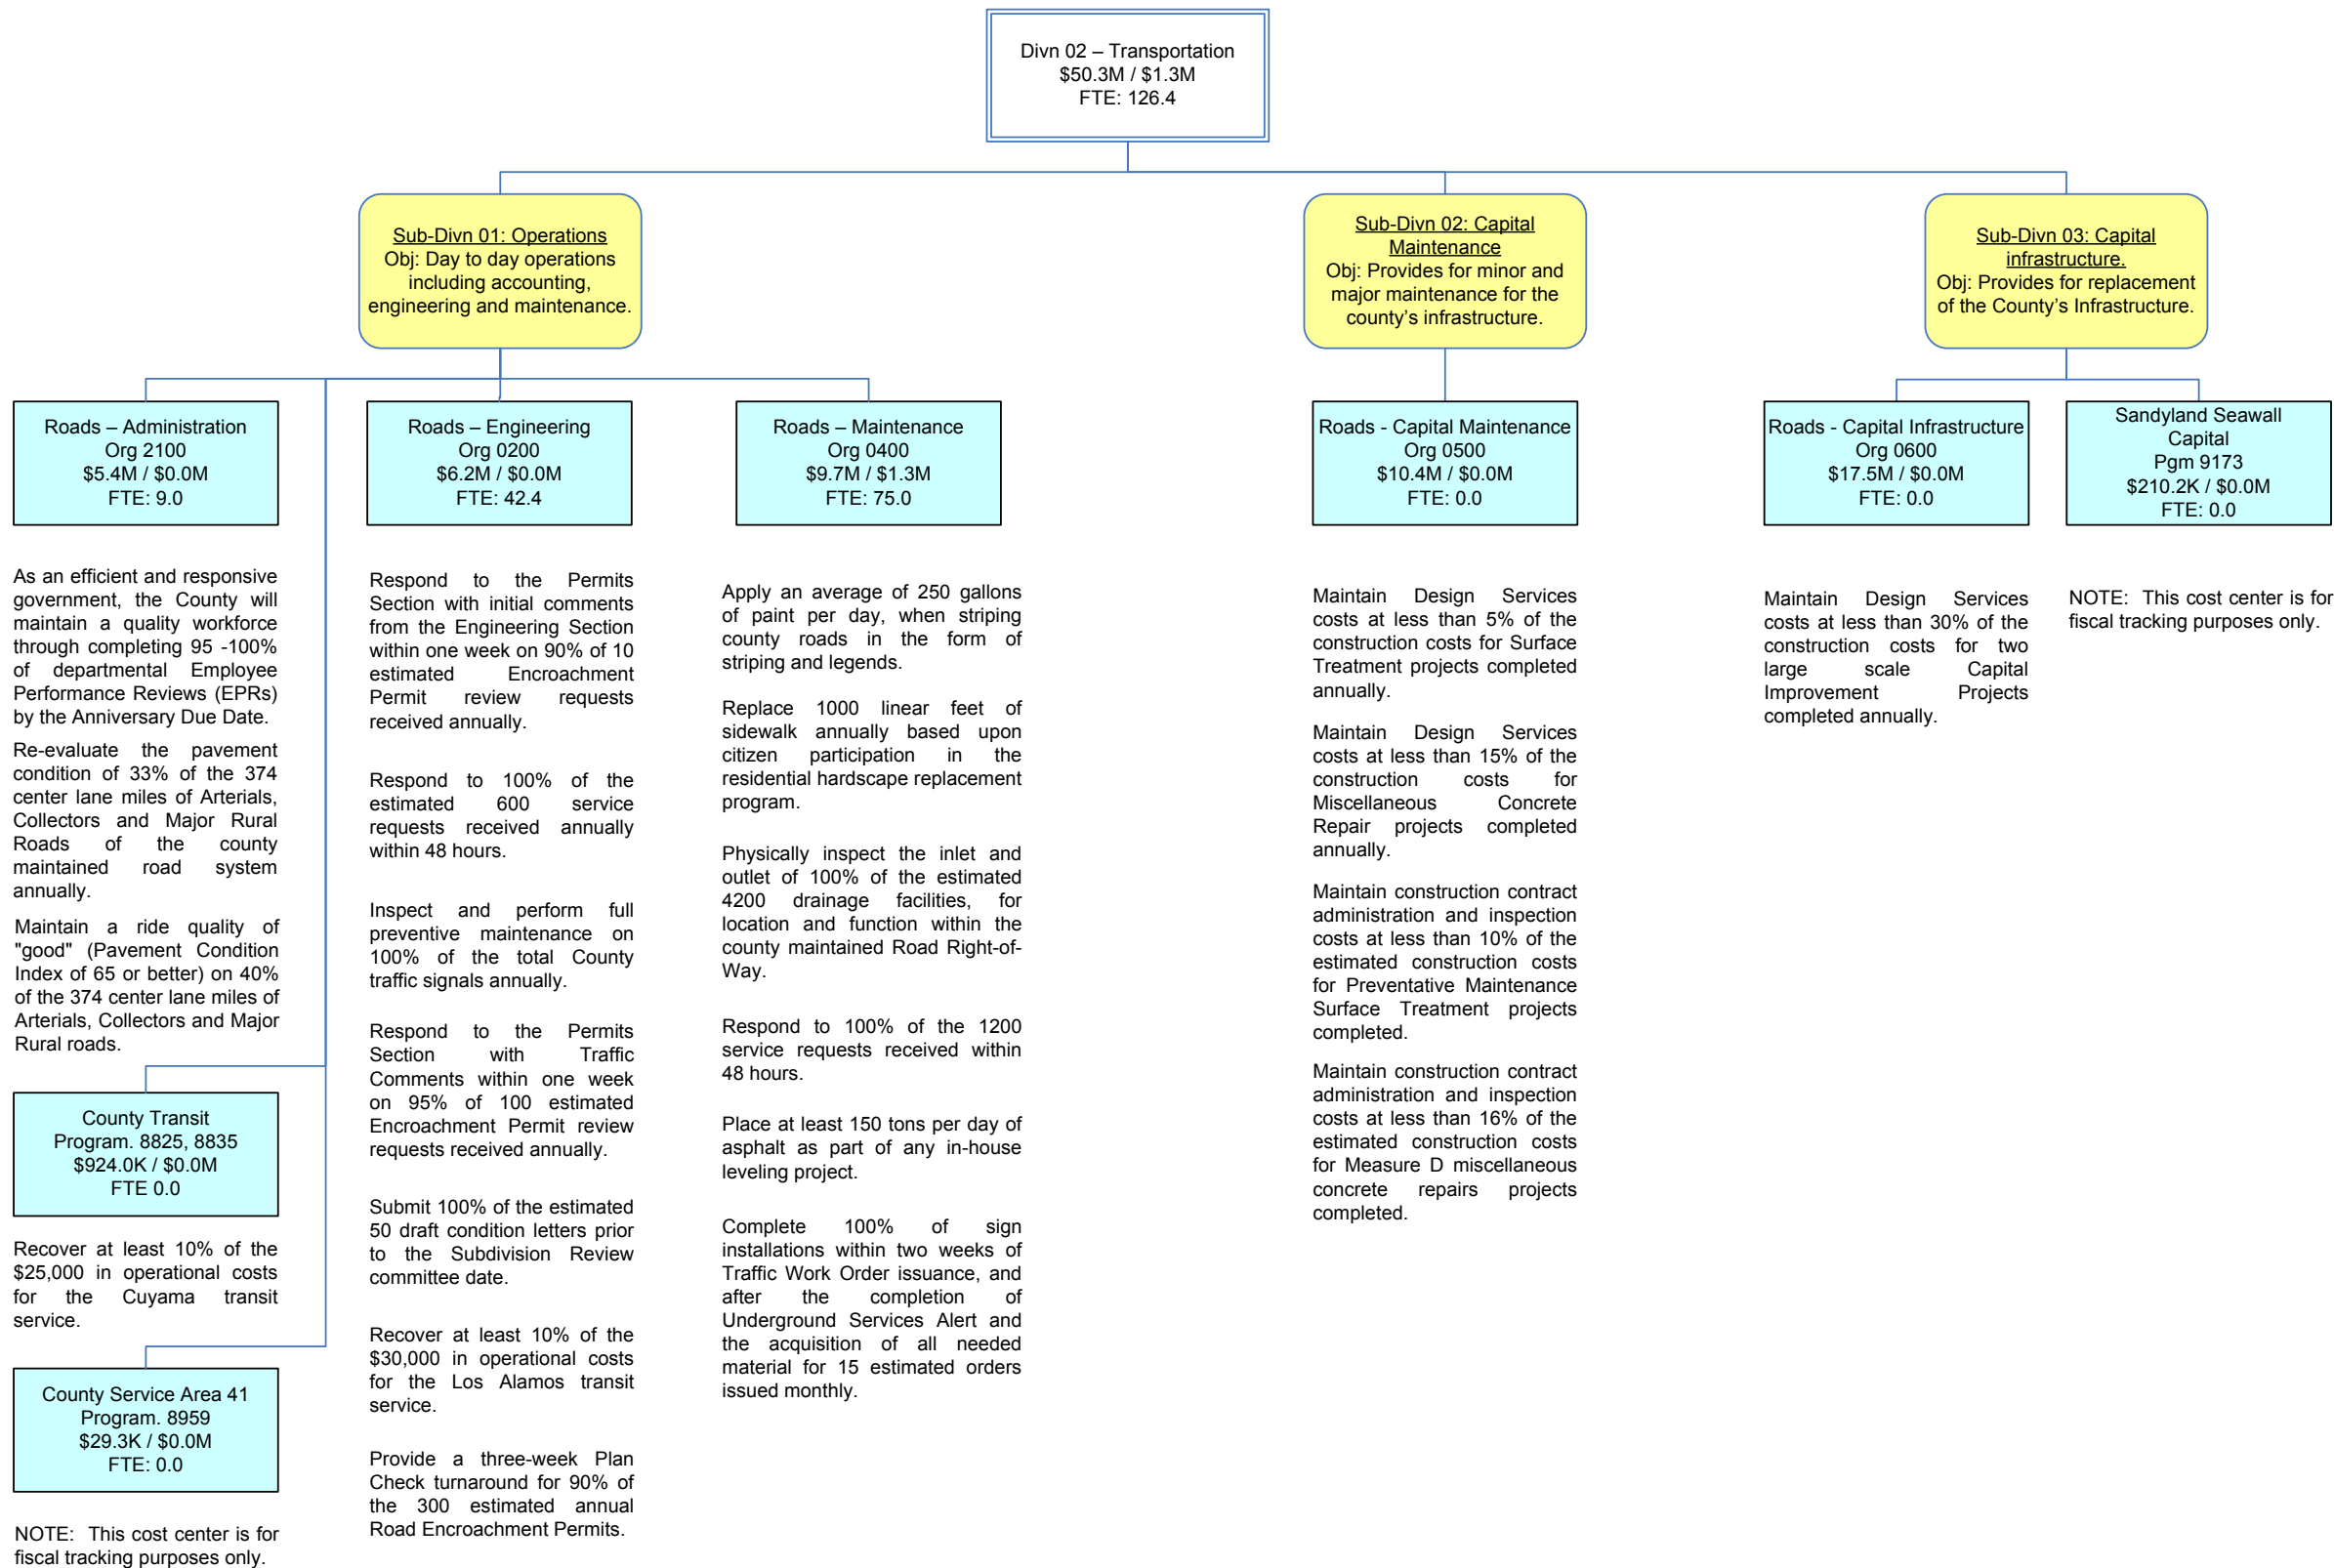 Divn 02 – Transportation
$50.3M / $1.3M
FTE: 126.4
Sub-Divn 01: Operations
Obj: Day to day operations
including accounting,
engineering and maintenance.
Sub-Divn 02: Capital
Maintenance
Obj: Provides for minor and
major maintenance for the
county's infrastructure.
Sub-Divn 03: Capital
infrastructure.
Obj: Provides for replacement
of the County's Infrastructure.
Roads – Administration
Org 2100
$5.4M / $0.0M
FTE: 9.0
As an efficient and responsive
government, the County will
maintain a quality workforce
through completing 95 -100%
of departmental Employee
Performance Reviews (EPRs)
by the Anniversary Due Date.
Re-evaluate the pavement
condition of 33% of the 374
center lane miles of Arterials,
Collectors and Major Rural
Roads of the county
maintained road system
annually.
Maintain a ride quality of
"good" (Pavement Condition
Index of 65 or better) on 40%
of the 374 center lane miles of
Arterials, Collectors and Major
Rural roads.
County Transit
Program. 8825, 8835
$924.0K / $0.0M
FTE 0.0
Recover at least 10% of the
$25,000 in operational costs
for the Cuyama transit
service.
County Service Area 41
Program. 8959
$29.3K / $0.0M
FTE: 0.0
NOTE: This cost center is for
fiscal tracking purposes only.
Roads – Engineering
Org 0200
$6.2M / $0.0M
FTE: 42.4
Respond to the Permits
Section with initial comments
from the Engineering Section
within one week on 90% of 10
estimated Encroachment
Permit review requests
received annually.
Respond to 100% of the
estimated 600 service
requests received annually
within 48 hours.
Inspect and perform full
preventive maintenance on
100% of the total County
traffic signals annually.
Respond to the Permits
Section with Traffic
Comments within one week
on 95% of 100 estimated
Encroachment Permit review
requests received annually.
Submit 100% of the estimated
50 draft condition letters prior
to the Subdivision Review
committee date.
Recover at least 10% of the
$30,000 in operational costs
for the Los Alamos transit
service.
Provide a three-week Plan
Check turnaround for 90% of
the 300 estimated annual
Road Encroachment Permits.
Roads – Maintenance
Org 0400
$9.7M / $1.3M
FTE: 75.0
Apply an average of 250 gallons
of paint per day, when striping
county roads in the form of
striping and legends.
Replace 1000 linear feet of
sidewalk annually based upon
citizen participation in the
residential hardscape replacement
program.
Physically inspect the inlet and
outlet of 100% of the estimated
4200 drainage facilities, for
location and function within the
county maintained Road Right-of-
Way.
Respond to 100% of the 1200
service requests received within
48 hours.
Place at least 150 tons per day of
asphalt as part of any in-house
leveling project.
Complete 100% of sign
installations within two weeks of
Traffic Work Order issuance, and
after the completion of
Underground Services Alert and
the acquisition of all needed
material for 15 estimated orders
issued monthly.
Roads - Capital Maintenance
Org 0500
$10.4M / $0.0M
FTE: 0.0
Maintain Design Services
costs at less than 5% of the
construction costs for Surface
Treatment projects completed
annually.
Maintain Design Services
costs at less than 15% of the
construction costs for
Miscellaneous Concrete
Repair projects completed
annually.
Maintain construction contract
administration and inspection
costs at less than 10% of the
estimated construction costs
for Preventative Maintenance
Surface Treatment projects
completed.
Maintain construction contract
administration and inspection
costs at less than 16% of the
estimated construction costs
for Measure D miscellaneous
concrete repairs projects
completed.
Roads - Capital Infrastructure
Org 0600
$17.5M / $0.0M
FTE: 0.0
Maintain Design Services
costs at less than 30% of the
construction costs for two
large scale Capital
Improvement Projects
completed annually.
Sandyland Seawall
Capital
Pgm 9173
$210.2K / $0.0M
FTE: 0.0
NOTE: This cost center is for
fiscal tracking purposes only.